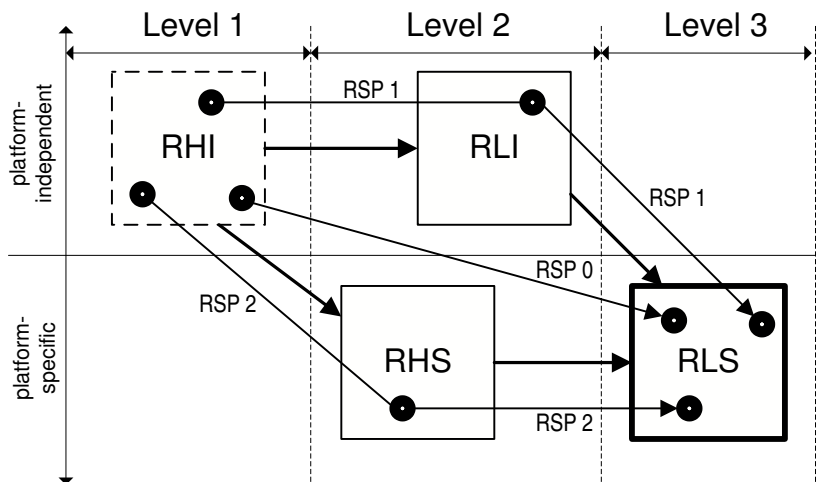 Level 1
Level 2
Level 3
platform-
independent
RSP 1
RHI
RLI
RSP 1
RSP 0
RSP 2
platform-
specific
RHS
RLS
RSP 2